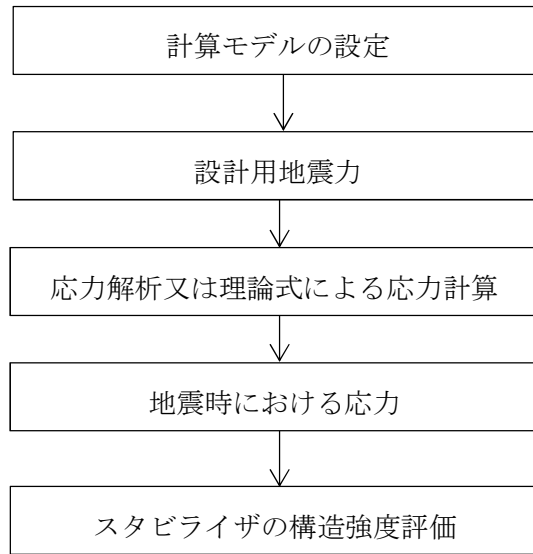 計算モデルの設定
設計用地震力
応力解析又は理論式による応力計算
地震時における応力
スタビライザの構造強度評価